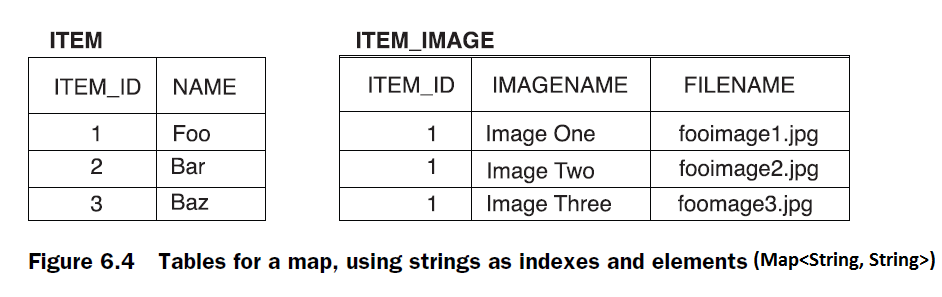 ITEM ITEM_IMAGE
ITEM_ID NAME ITEM_ID IMAGENAME FILENAME
1 Foo 1 Image One fooimage1.jpg
2 Bar 1 Image Two fooimage2.jpg
3 Baz 1 Image Three foomage3.jpg
Figure 6.4 Tables for a map, using strings as indexes and elements (Map<String, String>)